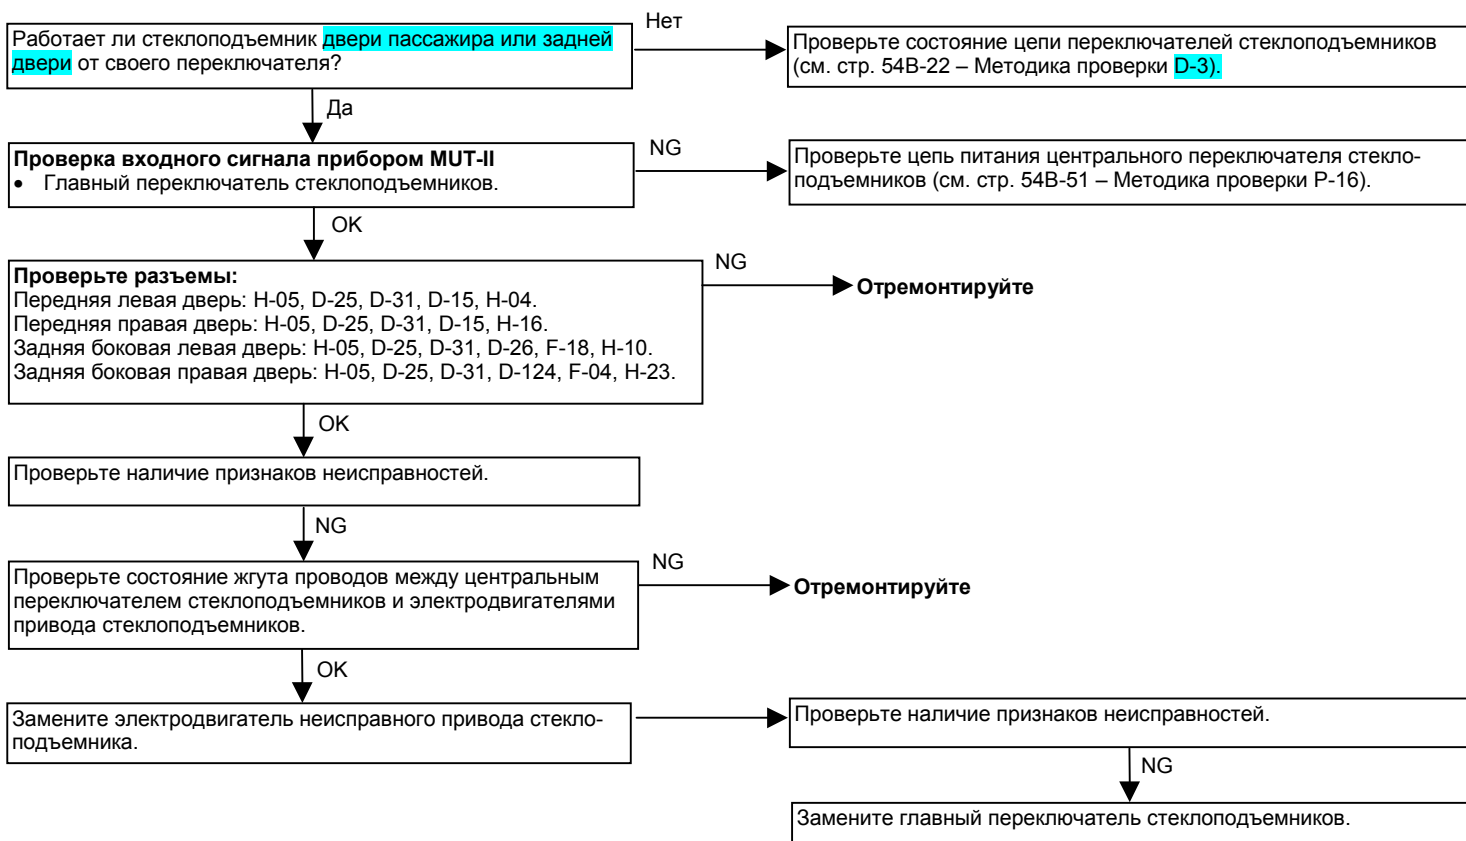 Работает ли стеклоподъемник двери пассажира или задней
двери от своего переключателя?
Нет
Проверьте состояние цепи переключателей стеклоподъемников
(см. стр. 54B-22 – Методика проверки D-3).
Да
Проверка входного сигнала прибором MUT-II
• Главный переключатель стеклоподъемников.
NG
Проверьте цепь питания центрального переключателя стекло-
подъемников (см. стр. 54B-51 – Методика проверки P-16).
OK
Проверьте разъемы:
Передняя левая дверь: H-05, D-25, D-31, D-15, H-04.
Передняя правая дверь: H-05, D-25, D-31, D-15, H-16.
Задняя боковая левая дверь: H-05, D-25, D-31, D-26, F-18, H-10.
Задняя боковая правая дверь: H-05, D-25, D-31, D-124, F-04, H-23.
NG
Отремонтируйте
OK
Проверьте наличие признаков неисправностей.
NG
Проверьте состояние жгута проводов между центральным
переключателем стеклоподъемников и электродвигателями
привода стеклоподъемников.
NG
Отремонтируйте
OK
Замените электродвигатель неисправного привода стекло-
подъемника.
Проверьте наличие признаков неисправностей.
NG
Замените главный переключатель стеклоподъемников.